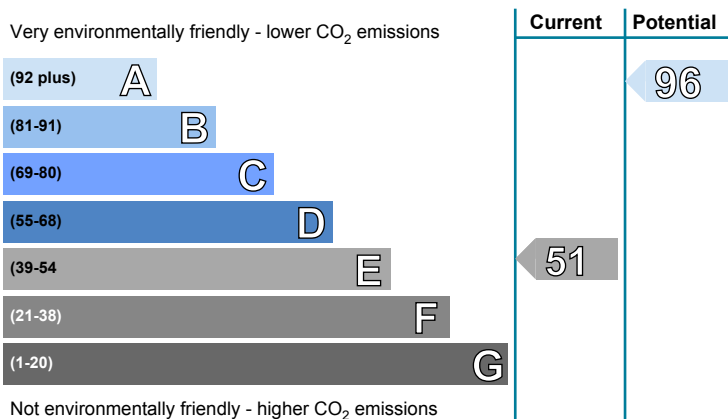 Current Potential
Very environmentally friendly - lower CO2 emissions
(92 plus) A 96
(81-91) B
(69-80) C
(55-68) D
(39-54 E 51
(21-38) F
(1-20) G
Not environmentally friendly - higher CO2 emissions